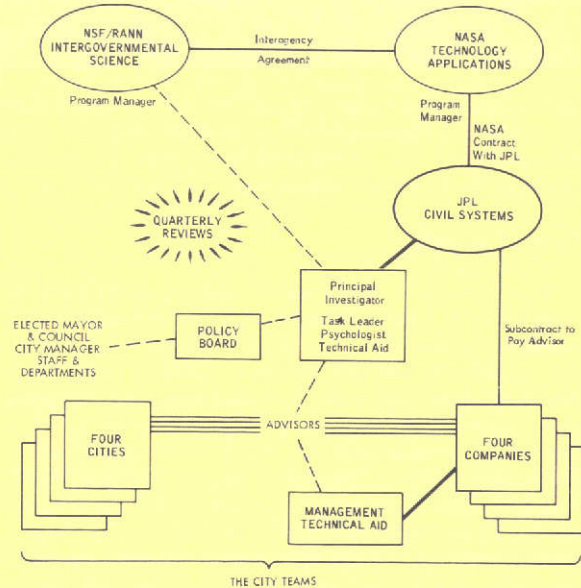 NSF/RANN
INTERGOVERNMENTAL
SCIENCE
Program Manager
Interagency
Agreement
NASA
TECHNOLOGY
APPLICATIONS
Program
Manager
NASA
Contract
With JPL
JPL
CIVIL SYSTEMS
QUARTERLY
REVIEWS
Principal
Investigator
Task Leader
Psychologist
Technical Aid
ELECTED MAYOR
& COUNCIL
CITY MANAGER
STAFF &
DEPARTMENTS
POLICY
BOARD
Subcontract to
Pay Advisor
FOUR
CITIES
ADVISORS
FOUR
COMPANIES
MANAGEMENT
TECHNICAL AID
THE CITY TEAMS